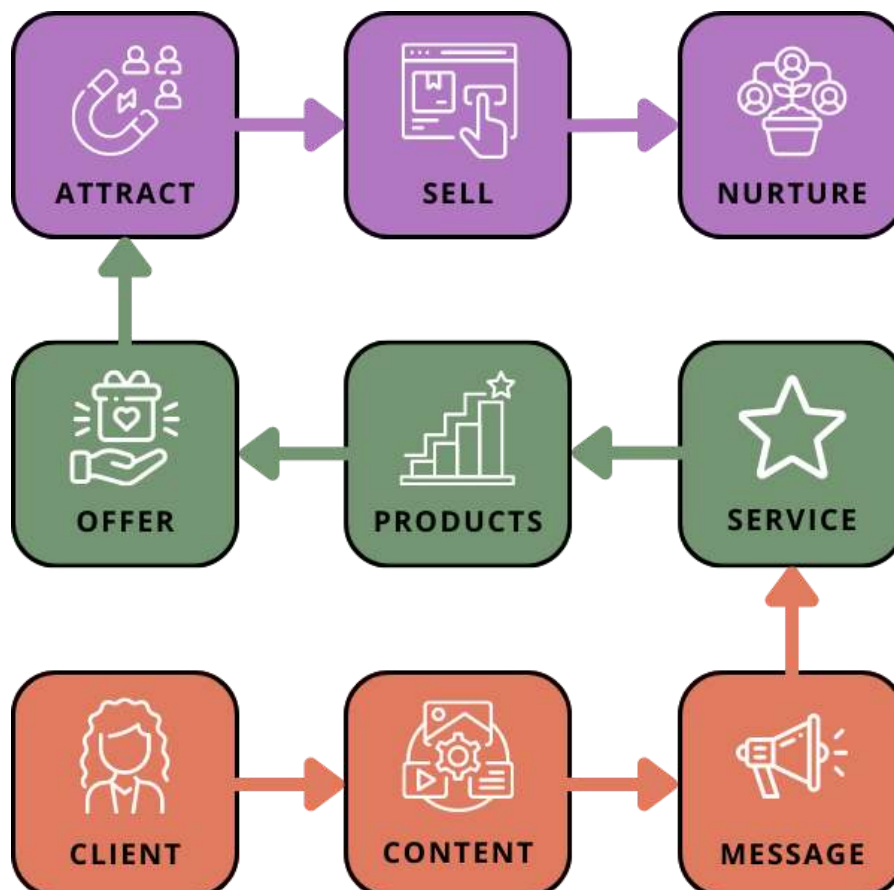 ATTRACT
SELL
NURTURE
OFFER
PRODUCTS
SERVICE
CLIENT
CONTENT
MESSAGE